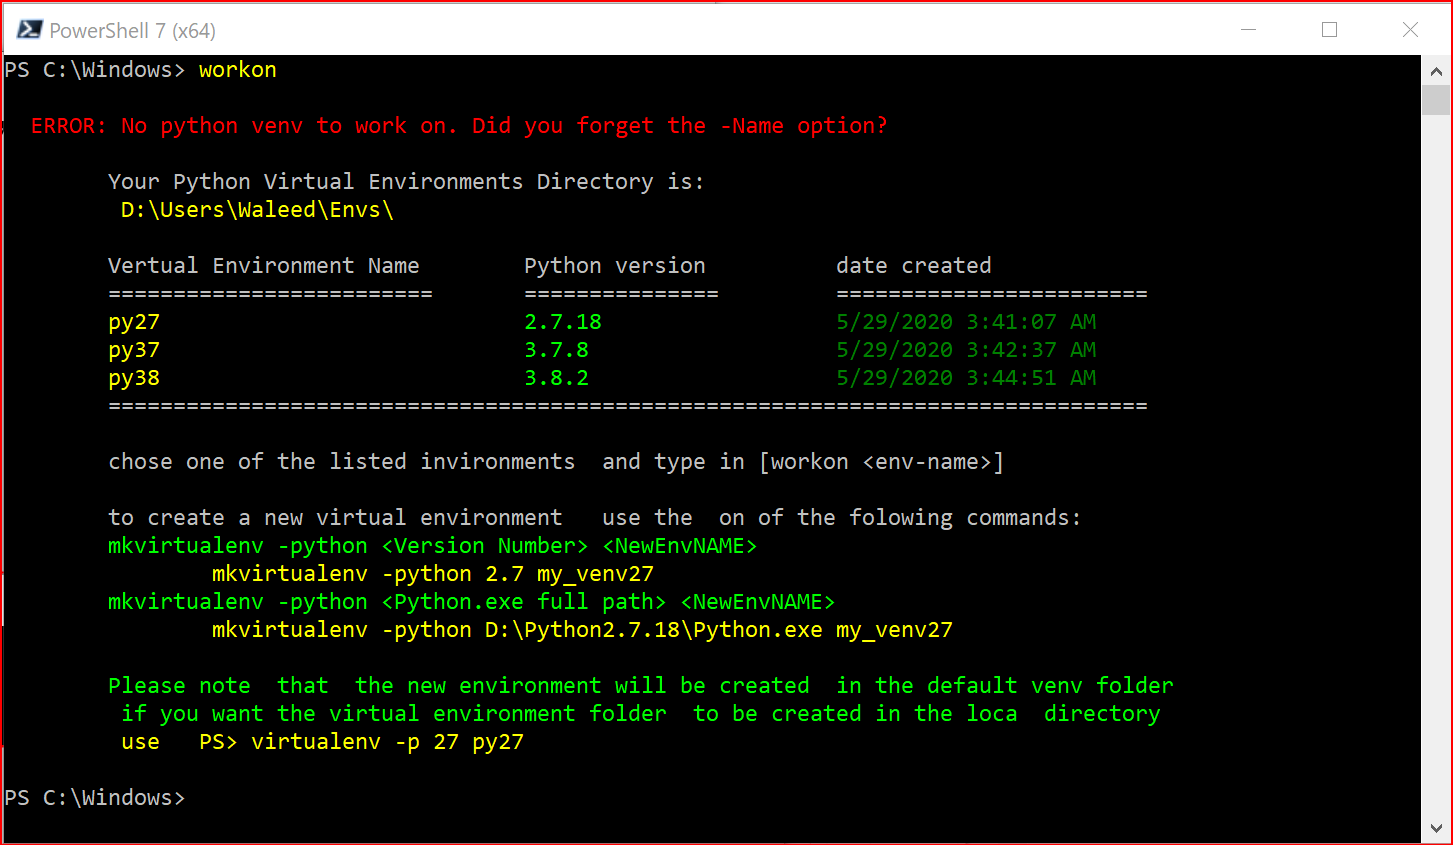 PowerShell 7 (x64)
PS C:\Windows> workon
ERROR: No python venv to work on. Did you forget the -Name option?
Your Python Virtual Environments Directory is:
D:\Users\Waleed\Envs\
Vertual Environment Name Python version date created
========================= =============== ========================
py27 2.7.18 5/29/2020 3:41:07 AM
py37 3.7.8 5/29/2020 3:42:37 AM
py38 3.8.2 5/29/2020 3:44:51 AM
================================================================================
chose one of the listed invironments  and type in [workon <env-name>]
to create a new virtual environment   use the  on of the folowing commands:
mkvirtualenv -python <Version Number> <NewEnvNAME>
mkvirtualenv -python 2.7 my_venv27
mkvirtualenv -python <Python.exe full path> <NewEnvNAME>
mkvirtualenv -python D:\Python2.7.18\Python.exe my_venv27
Please note  that  the new environment will be created  in the default venv folder
if you want the virtual environment folder  to be created in the loca  directory
use   PS> virtualenv -p 27 py27
PS C:\Windows>